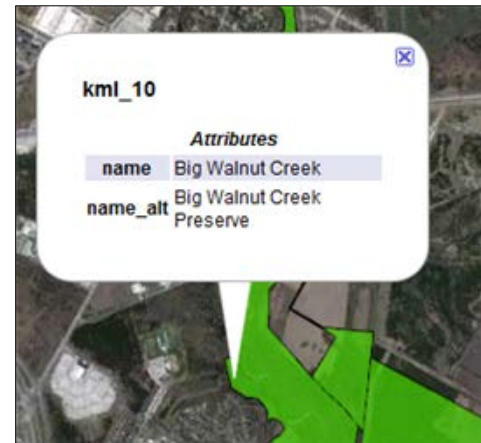 kml_10
Attributes
name Big Walnut Creek
name_alt Big Walnut Creek
Preserve